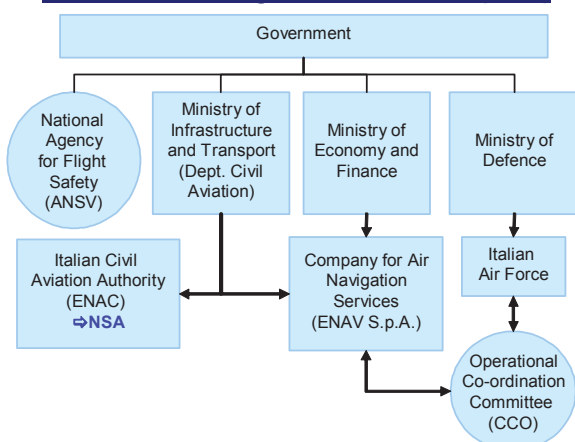 Government
National
Agency
for Flight
Safety
(ANSV)
Ministry of
Infrastructure
and Transport
(Dept. Civil
Aviation)
Ministry of
Economy and
Finance
Ministry of
Defence
Italian Civil
Aviation Authority
(ENAC)
⇨NSA
Company for Air
Navigation
Services
(ENAV S.p.A.)
Italian
Air Force
Operational
Co-ordination
Committee
(CCO)